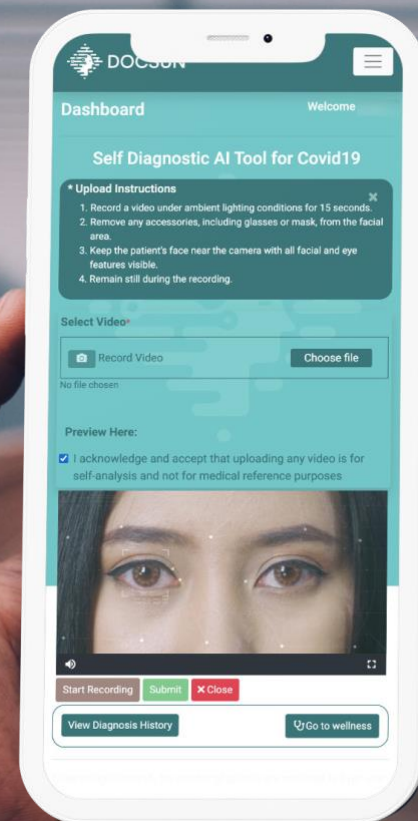 DOCSUN
Dashboard
Welcome
Self Diagnostic AI Tool for Covid19
* Upload Instructions
×
1. Record a video under ambient lighting conditions for 15 seconds.
2. Remove any accessories, including glasses or mask, from the facial
area.
3. Keep the patient's face near the camera with all facial and eye
features visible.
4. Remain still during the recording.
Select Video*
Record Video
Choose file
No file chosen
Preview Here:
I acknowledge and accept that uploading any video is for
self-analysis and not for medical reference purposes
Start Recording
Submit
× Close
View Diagnosis History
Go to wellness